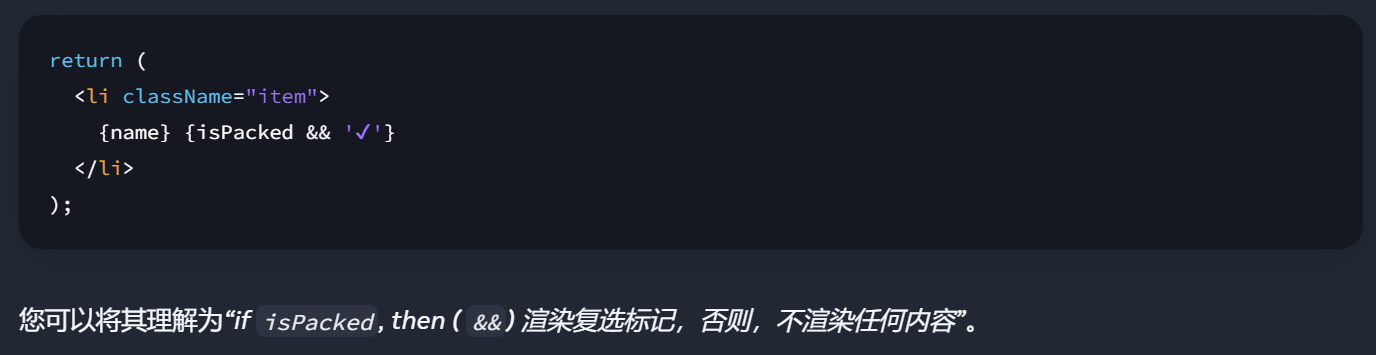 return (
<li className="item">
{name} {isPacked && '✓'}
</li>
);
您可以将其理解为“if isPacked, then ( && ) 渲染复选标记，否则，不渲染任何内容”。